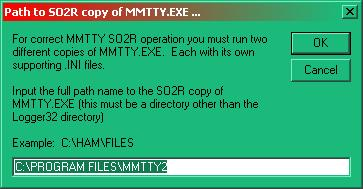 Path to SO2R copy of MMTTY.EXE ...
For correct MMTTY SO2R operation you must run two
different copies of MMTTY.EXE. Each with its own
supporting .INI files.
OK
Cancel
Input the full path name to the SO2R copy of
MMTTY.EXE (this must be a directory other than the
Logger32 directory)
Example: C:\HAM\FILES
C:\PROGRAM FILES\MMTTY2